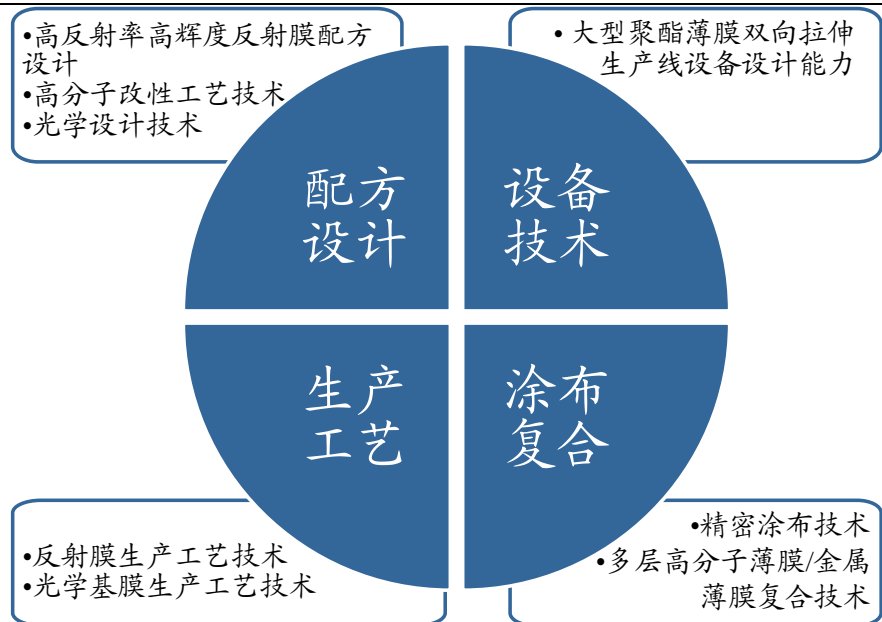 •高反射率高辉度反射膜配方
设计
•高分子改性工艺技术
•光学设计技术
•大型聚酯薄膜双向拉伸
生产线设备设计能力
配方
设计
设备
技术
生产
工艺
涂布
复合
•反射膜生产工艺技术
•光学基膜生产工艺技术
•精密涂布技术
•多层高分子薄膜/金属
薄膜复合技术